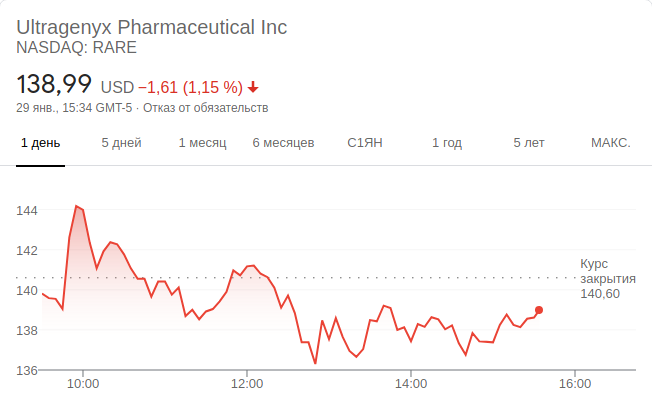 Ultragenyx Pharmaceutical Inc
NASDAQ: RARE
138,99 USD −1,61 (1,15 %)
29 янв., 15:34 GMT-5 · Отказ от обязательств
1 день 5 дней 1 месяц 6 месяцев С1ЯН 1 год 5 лет МАКС.
144
142
Курс
закрытия
140,60
140
138
136
10:00 12:00 14:00 16:00